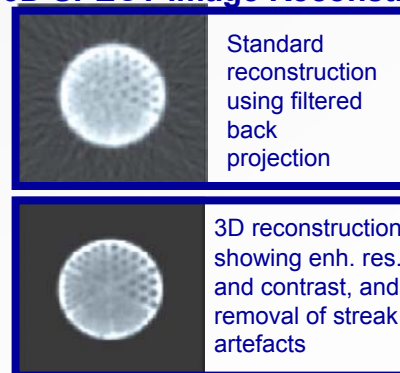 Standard
reconstruction
using filtered
back
projection
3D reconstruction
showing enh. res.
and contrast, and
removal of streak
artefacts